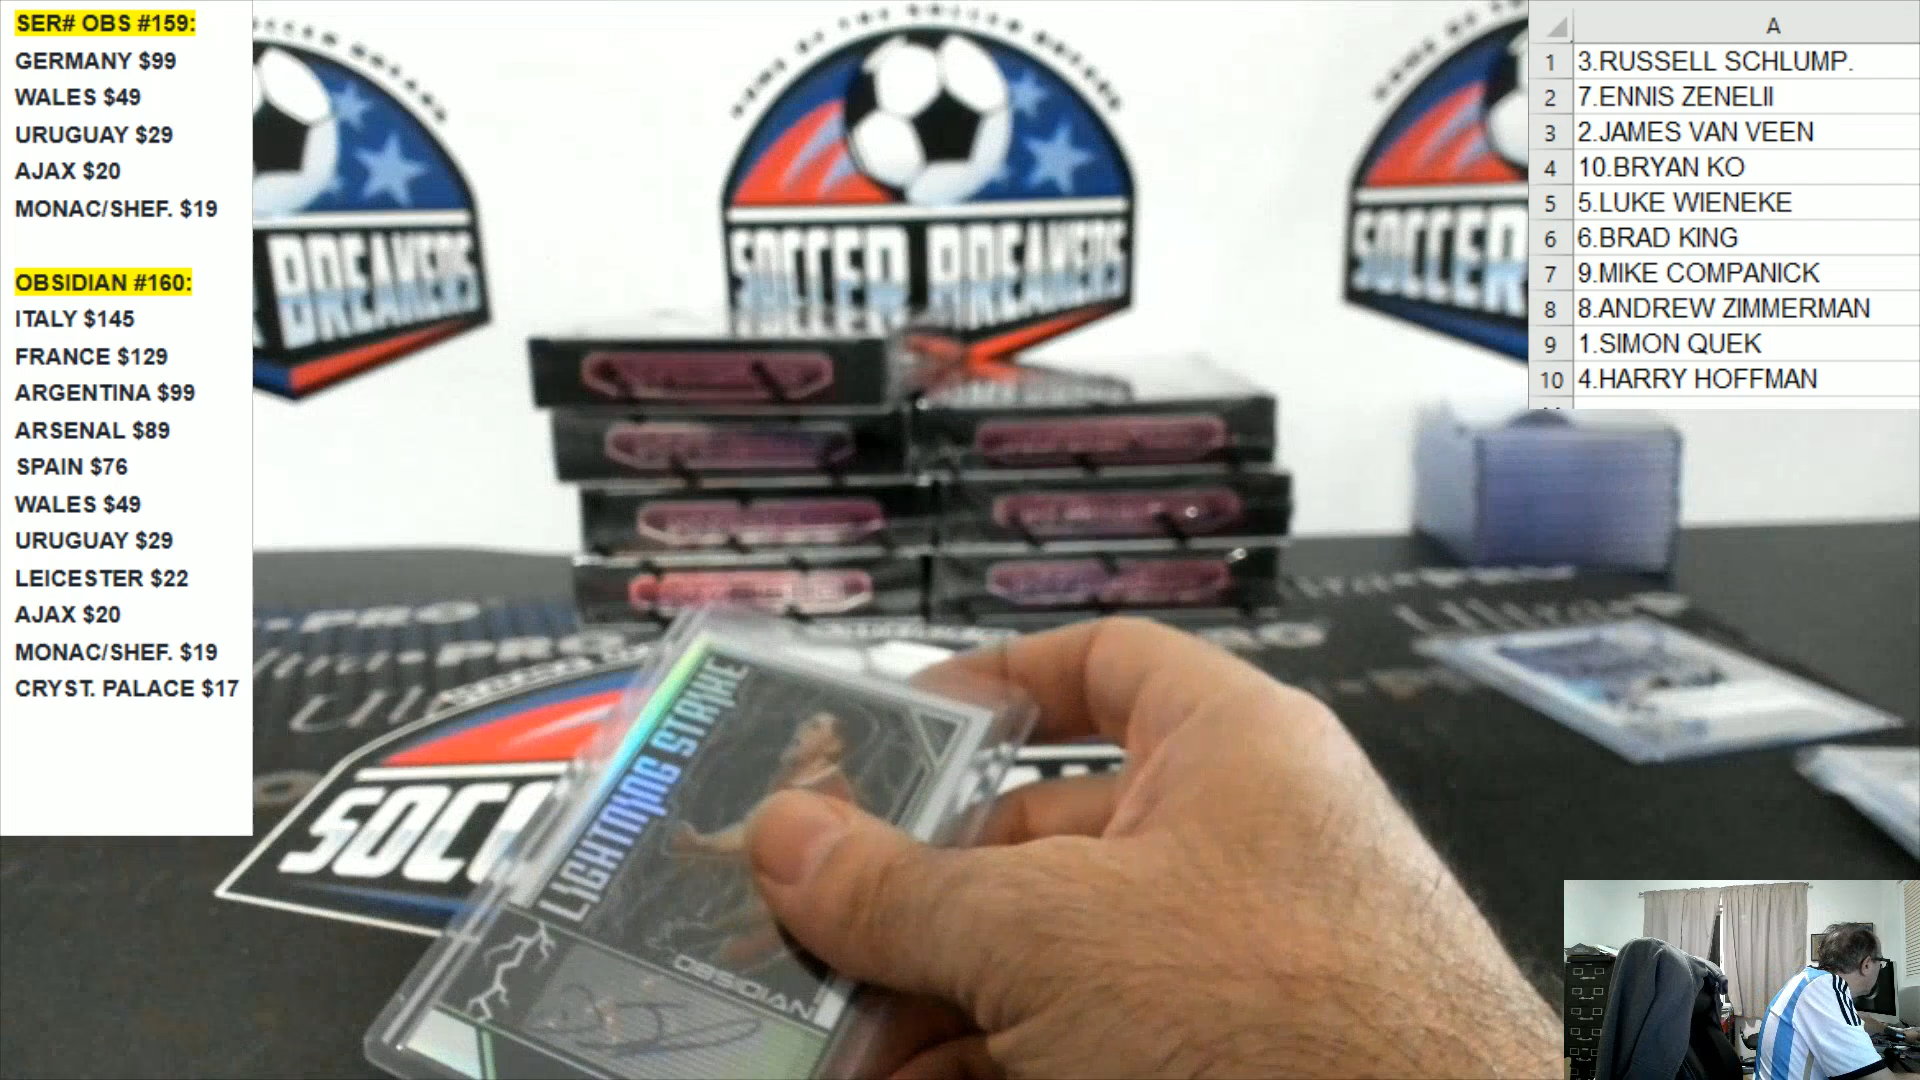 SER# OBS #159:
GERMANY $99
WALES $49
URUGUAY $29
AJAX $20
MONAC/SHEF. $19
OBSIDIAN #160:
ITALY $145
FRANCE $129
ARGENTINA $99
ARSENAL $89
SPAIN $76
WALES $49
URUGUAY $29
LEICESTER $22
AJAX $20
MONAC/SHEF. $19
CRYST. PALACE $17
BREAKERS
SOCCER BREAKERS
SOCCER
A
1 3.RUSSELL SCHLUMP.
2 7.ENNIS ZENELII
3 2.JAMES VAN VEEN
4 10.BRYAN KO
5 5.LUKE WIENEKE
6 6.BRAD KING
7 9.MIKE COMPANICK
8 8.ANDREW ZIMMERMAN
9 1.SIMON QUEK
10 4.HARRY HOFFMAN
LIGHTNING STRIKE
OBSIDIAN